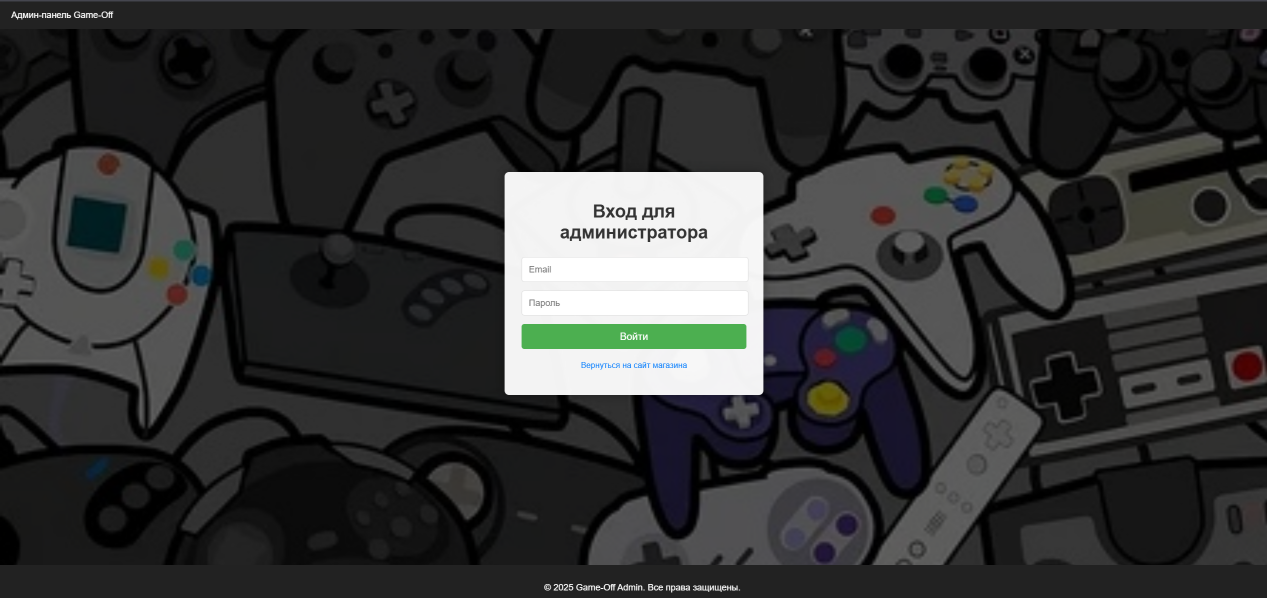 Админ-панель Game-Off
Вход для
администратора
Email
Пароль
Войти
Вернуться на сайт магазина
© 2025 Game-Off Admin. Все права защищены.